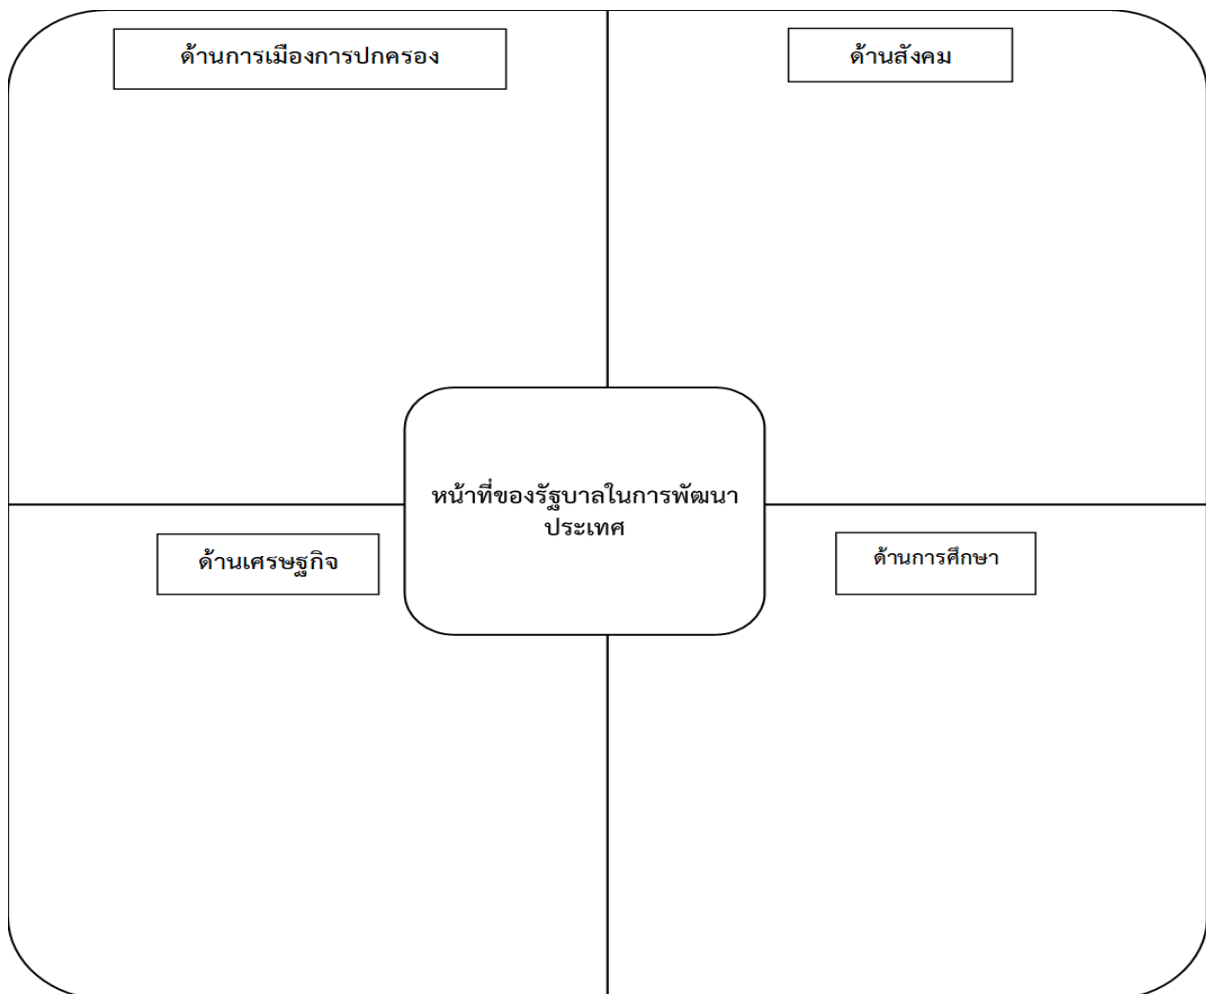 ด้านการเมืองการปกครอง
ด้านสังคม
หน้าที่ของรัฐบาลในการพัฒนา
ประเทศ
ด้านเศรษฐกิจ
ด้านการศึกษา